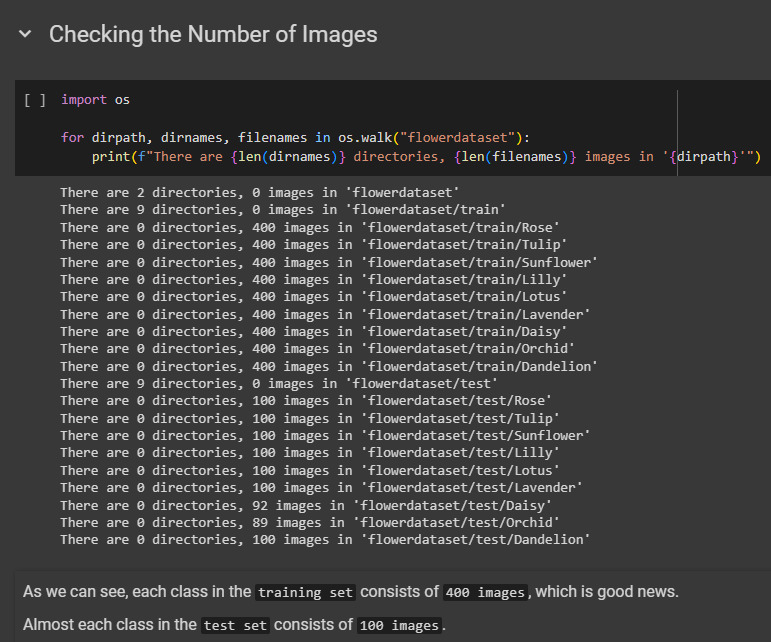 Checking the Number of Images
[ ] import os
for dirpath, dirnames, filenames in os.walk("flowerdataset"):
print(f"There are {len(dirnames)} directories, {len(filenames)} images in '{dirpath}'")
There are 2 directories, 0 images in 'flowerdataset'
There are 9 directories, 0 images in 'flowerdataset/train'
There are 0 directories, 400 images in 'flowerdataset/train/Rose'
There are 0 directories, 400 images in 'flowerdataset/train/Tulip'
There are 0 directories, 400 images in 'flowerdataset/train/Sunflower'
There are 0 directories, 400 images in 'flowerdataset/train/Lilly'
There are 0 directories, 400 images in 'flowerdataset/train/Lotus'
There are 0 directories, 400 images in 'flowerdataset/train/Lavender'
There are 0 directories, 400 images in 'flowerdataset/train/Daisy'
There are 0 directories, 400 images in 'flowerdataset/train/Orchid'
There are 0 directories, 400 images in 'flowerdataset/train/Dandelion'
There are 9 directories, 0 images in 'flowerdataset/test'
There are 0 directories, 100 images in 'flowerdataset/test/Rose'
There are 0 directories, 100 images in 'flowerdataset/test/Tulip'
There are 0 directories, 100 images in 'flowerdataset/test/Sunflower'
There are 0 directories, 100 images in 'flowerdataset/test/Lilly'
There are 0 directories, 100 images in 'flowerdataset/test/Lotus'
There are 0 directories, 100 images in 'flowerdataset/test/Lavender'
There are 0 directories, 92 images in 'flowerdataset/test/Daisy'
There are 0 directories, 89 images in 'flowerdataset/test/Orchid'
There are 0 directories, 100 images in 'flowerdataset/test/Dandelion'
As we can see, each class in the training set consists of 400 images, which is good news.
Almost each class in the test set consists of 100 images.